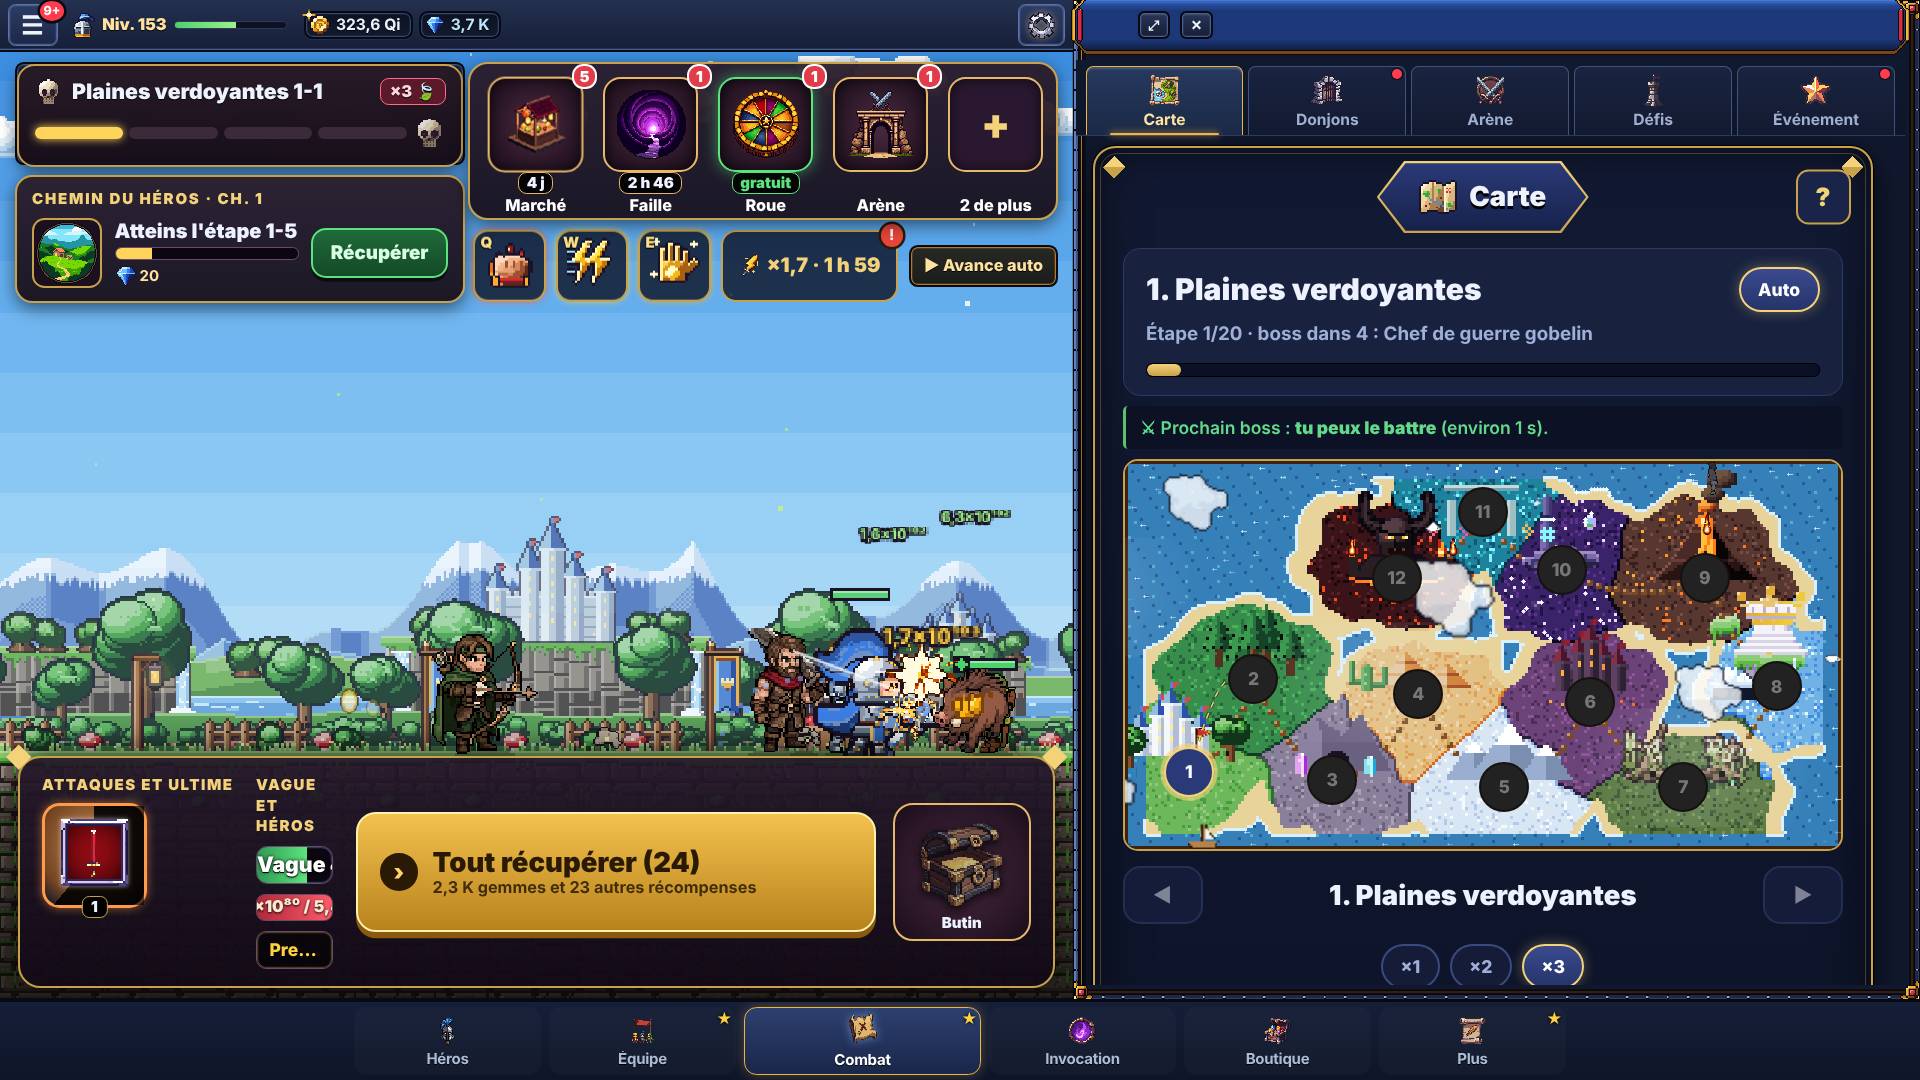 9+
Niv. 153
323,6 Qi
3,7 K
Plaines verdoyantes 1-1
×3
CHEMIN DU HÉROS · CH. 1
Atteins l'étape 1-5
20
Récupérer
5
4 j
Marché
1
2 h 46
Faille
1
gratuit
Roue
1
Arène
+
2 de plus
Q
W
E
×1,7 · 1 h 59
!
▶ Avance auto
ATTAQUES ET ULTIME
1
VAGUE
ET
HÉROS
Vague
×10⁸⁰ / 5,
Pre...
Tout récupérer (24)
2,3 K gemmes et 23 autres récompenses
Butin
Carte
Donjons
Arène
Défis
Événement
Carte
?
1. Plaines verdoyantes
Auto
Étape 1/20 · boss dans 4 : Chef de guerre gobelin
Prochain boss : tu peux le battre (environ 1 s).
11
12
10
9
2
4
6
8
1
3
5
7
◀
1. Plaines verdoyantes
▶
×1
×2
×3
Héros
Équipe
Combat
Invocation
Boutique
Plus